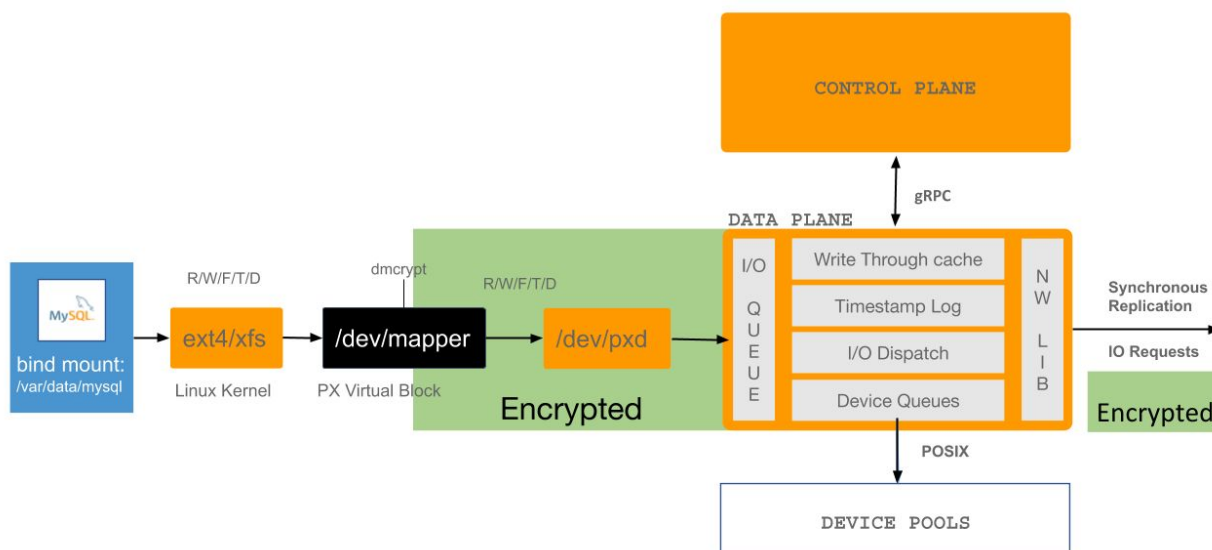 CONTROL PLANE
gRPC
DATA PLANE
I/O QUEUE
Write Through cache
Timestamp Log
I/O Dispatch
Device Queues
NW LIB
Synchronous
Replication
IO Requests
Encrypted
POSIX
DEVICE POOLS
MySQL
bind mount:
/var/data/mysql
R/W/F/T/D
ext4/xfs
Linux Kernel
dmcrypt
/dev/mapper
PX Virtual Block
R/W/F/T/D
/dev/pxd
Encrypted